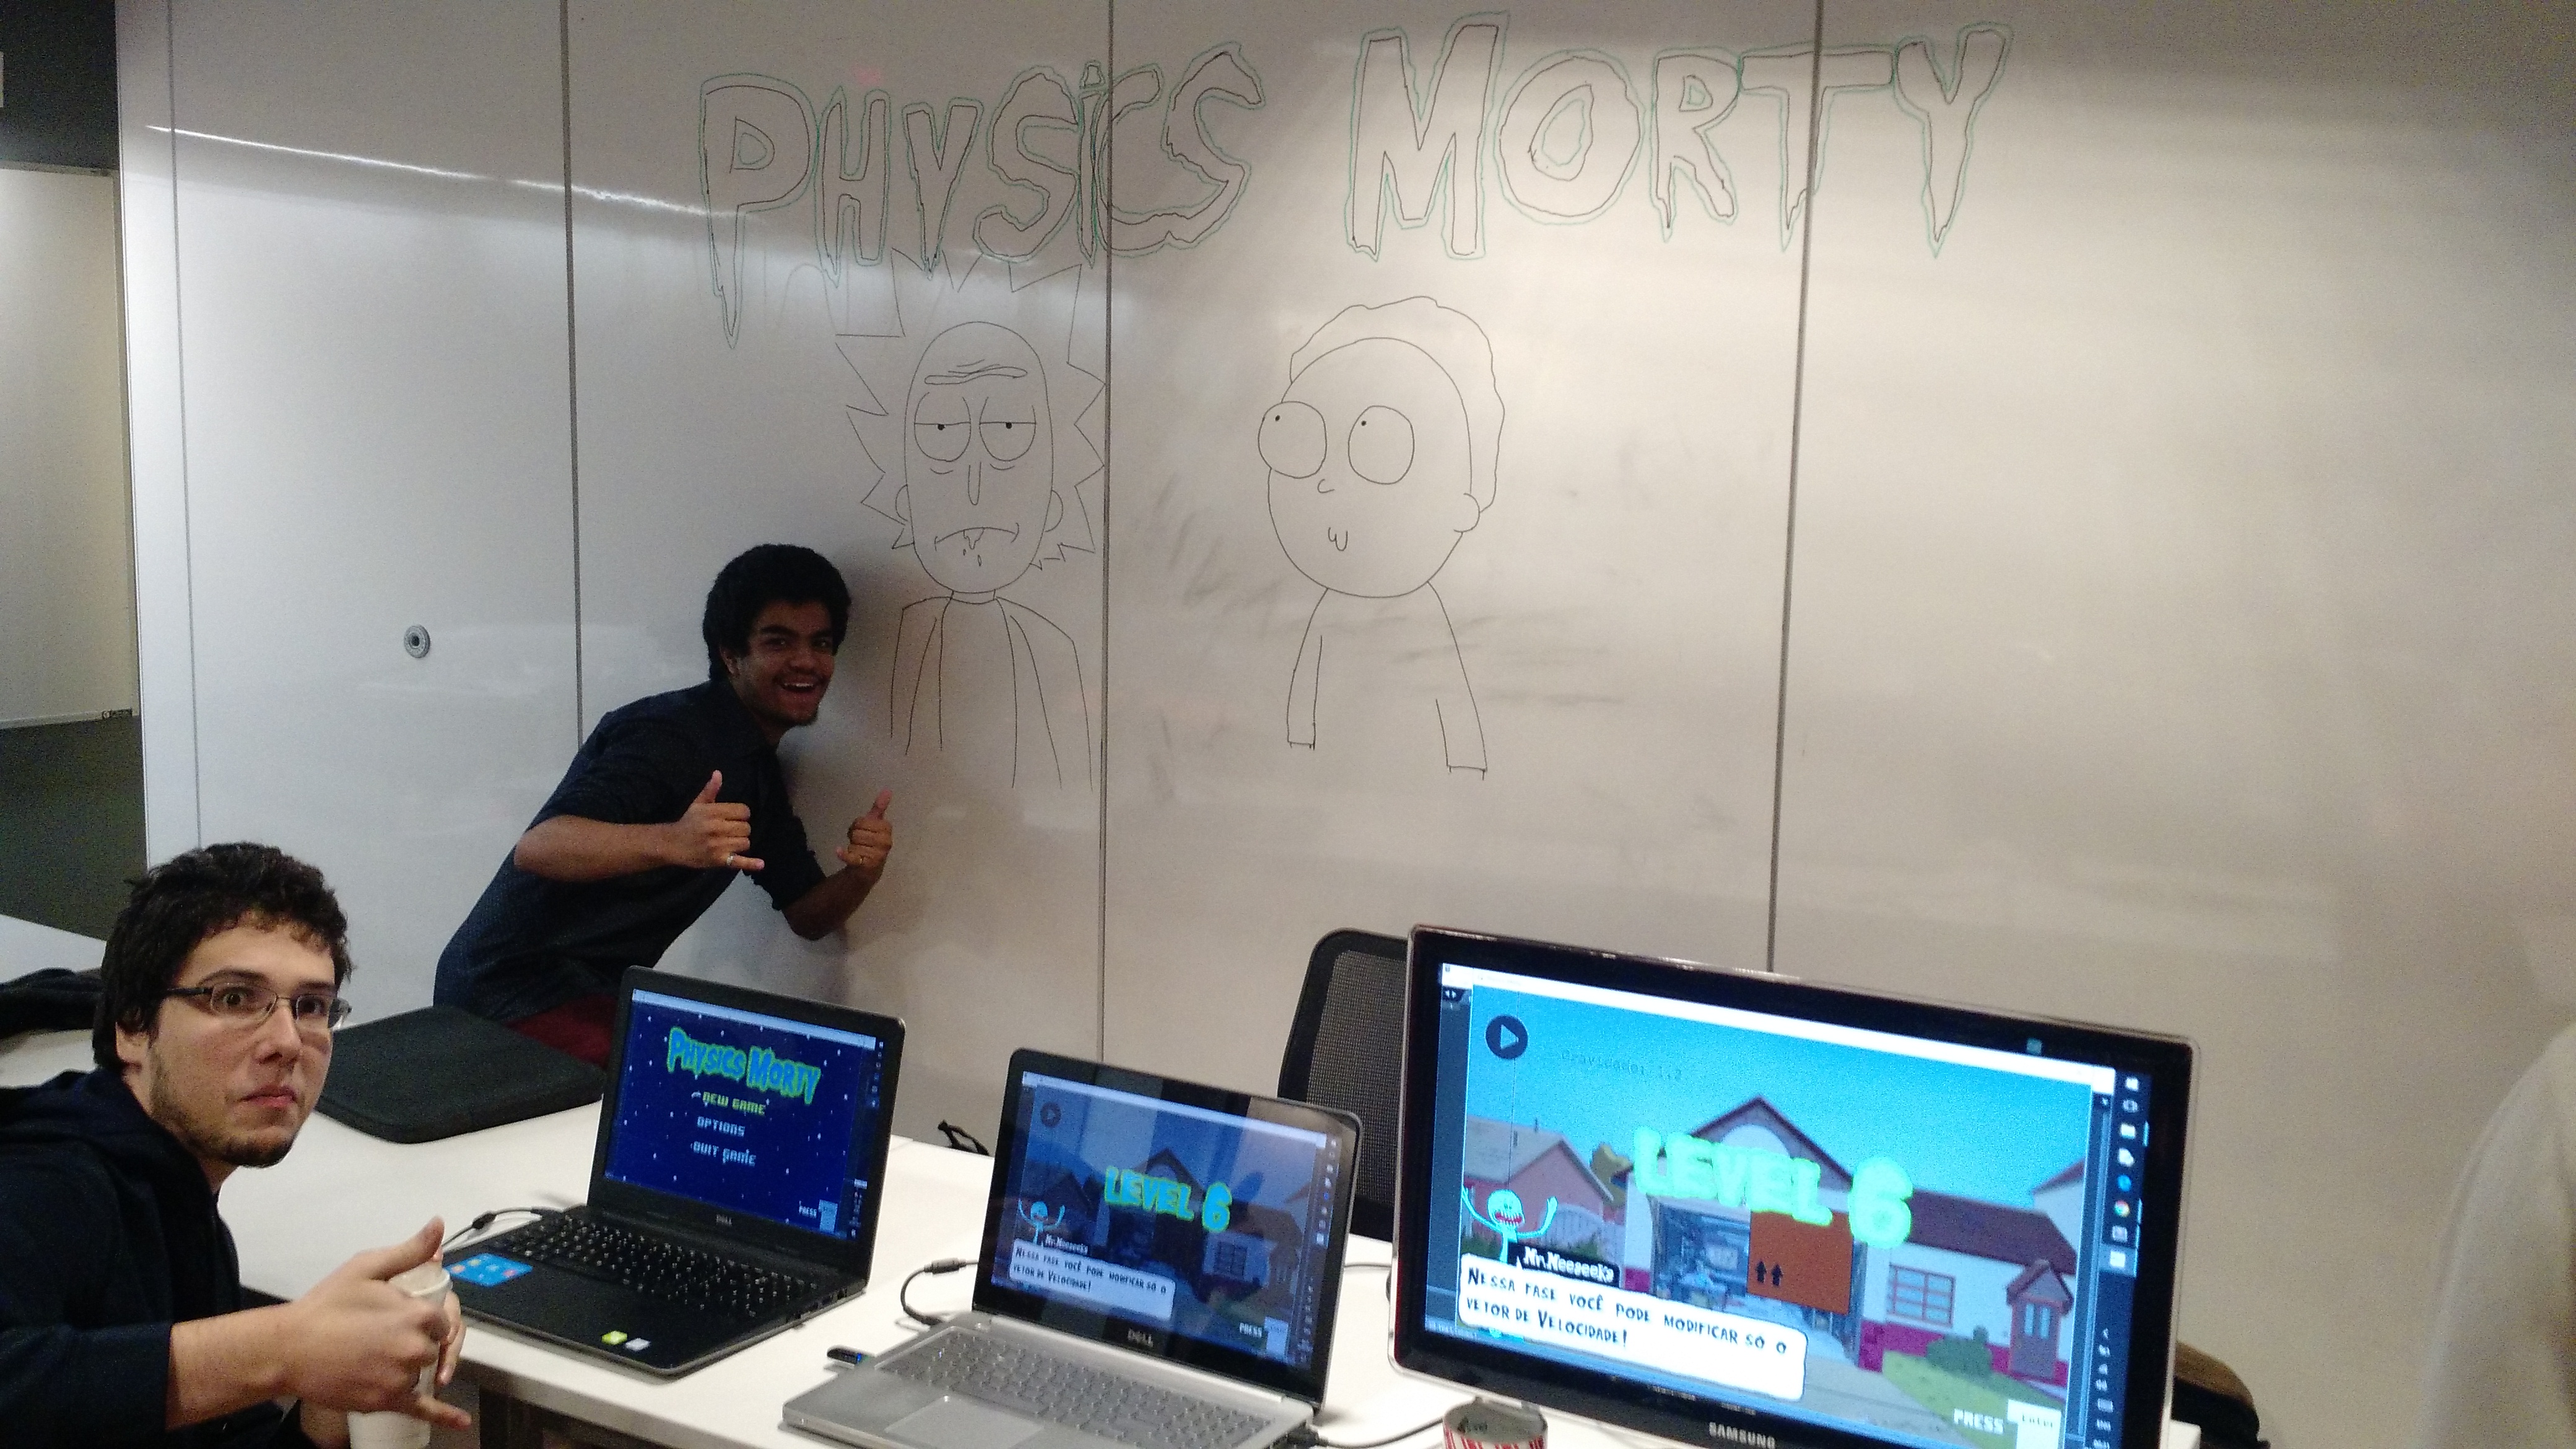 PHYSiCS MORTY
PHYSICS MORTY
NEW GAME
OPTIONS
QUIT GAME
PRESS
DELL
LEVEL 6
Mr.Meeseeks
NESSA FASE VOCÊ PODE MODIFICAR SÓ O
VETOR DE VELOCIDADE!
PRESS
DELL
Gravidade: 1.2
LEVEL 6
Mr.Meeseeks
NESSA FASE VOCÊ PODE MODIFICAR SÓ O
VETOR DE VELOCIDADE!
PRESS Enter
SAMSUNG